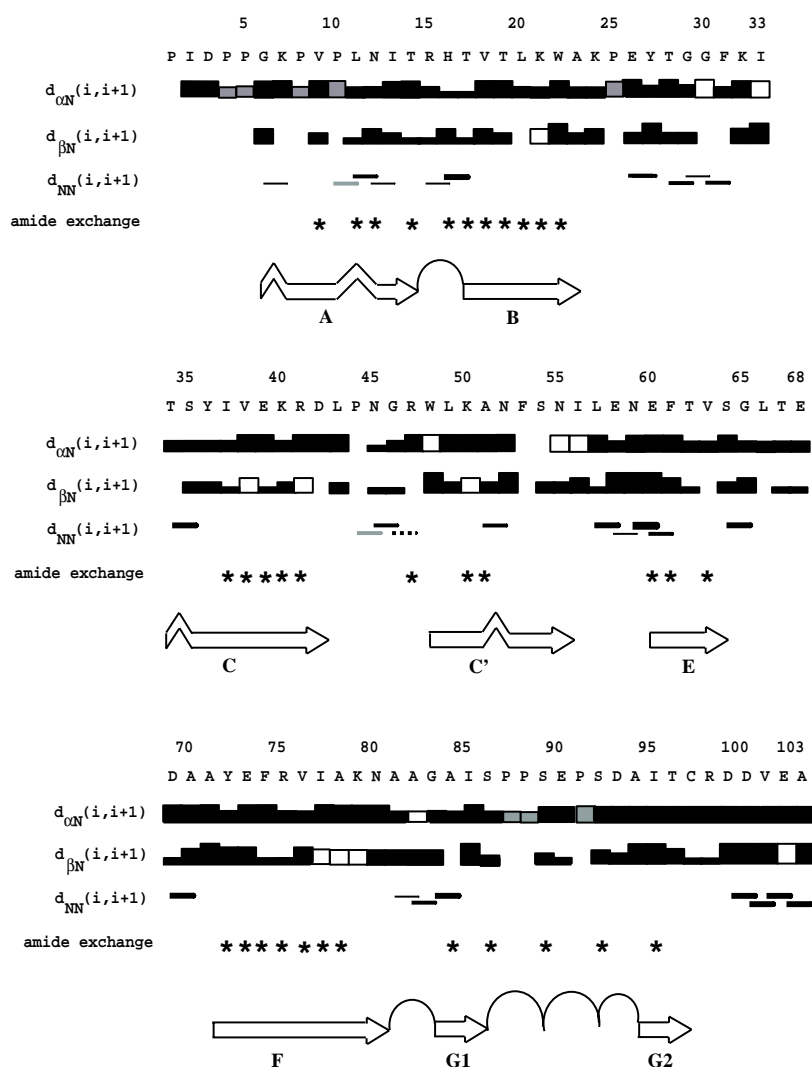 5 10 15 20 25 30 33
P I D P P G K P V P L N I T R H T V T L K W A K P E Y T G G F K I
dαN(i,i+1)
dβN(i,i+1)
dNN(i,i+1)
amide exchange * * * * * * * * * * *
A B
35 40 45 50 55 60 65 68
T S Y I V E K R D L P N G R W L K A N F S N I L E N E F T V S G L T E
dαN(i,i+1)
dβN(i,i+1)
dNN(i,i+1)
amide exchange * * * * * * * * * * *
C C' E
70 75 80 85 90 95 100 103
D A A Y E F R V I A K N A A G A I S P P S E P S D A I T C R D D V E A
dαN(i,i+1)
dβN(i,i+1)
dNN(i,i+1)
amide exchange * * * * * * * * * * * *
F G1 G2